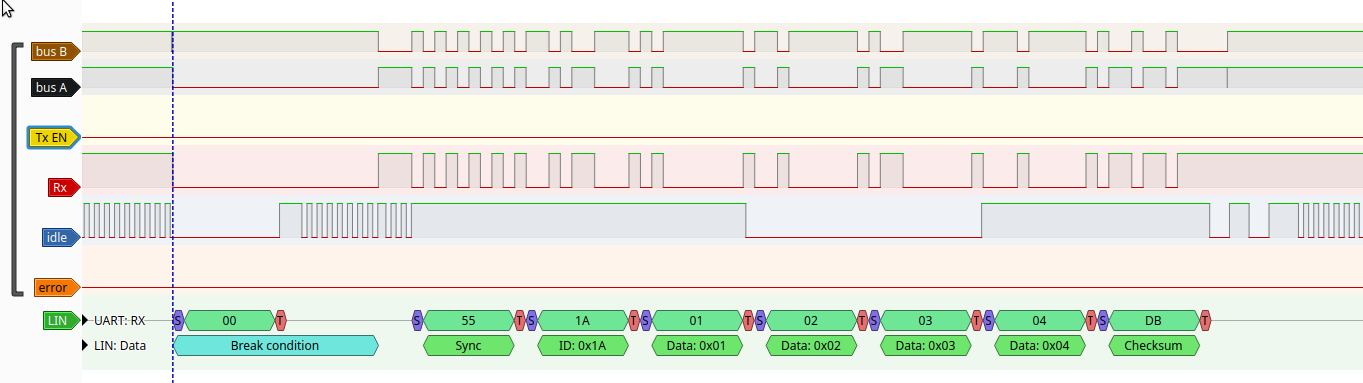 bus B
bus A
Tx EN
Rx
idle
error
LIN UART: RX S 00 T S 55 T S 1A T S 01 T S 02 T S 03 T S 04 T S DB T
LIN: Data Break condition Sync ID: 0x1A Data: 0x01 Data: 0x02 Data: 0x03 Data: 0x04 Checksum